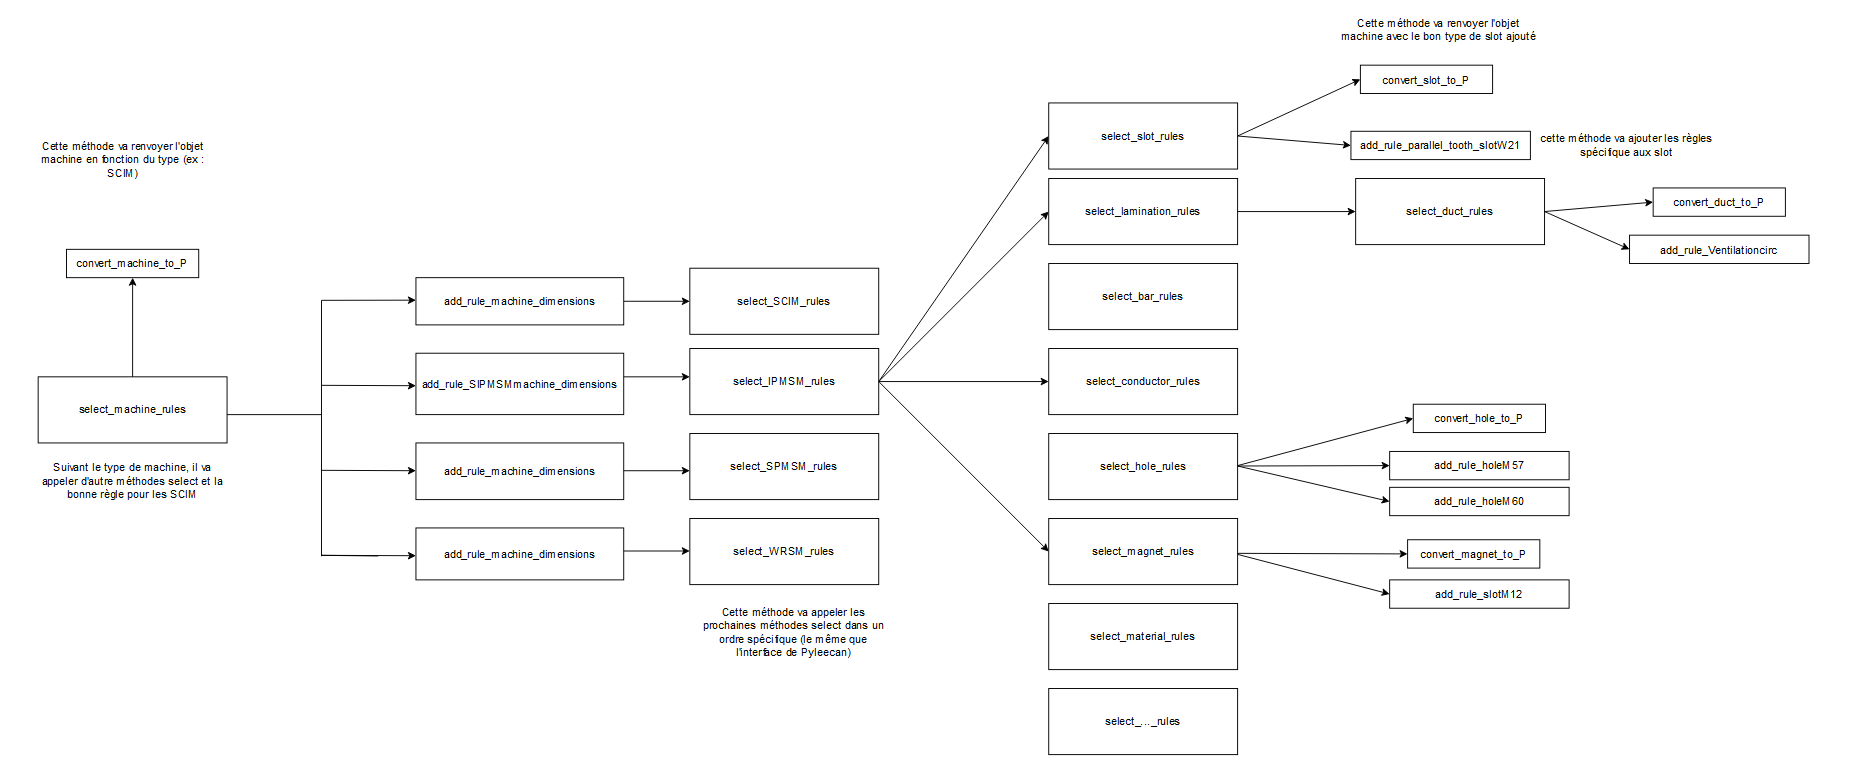 Cette méthode va renvoyer l'objet
machine avec le bon type de slot ajouté
convert_slot_to_P
select_slot_rules
add_rule_parallel_tooth_slotW21
cette méthode va ajouter les règles
spécifique aux slot
Cette méthode va renvoyer l'objet
machine en fonction du type (ex :
SCIM)
select_lamination_rules
select_duct_rules
convert_duct_to_P
add_rule_Ventilationcirc
convert_machine_to_P
add_rule_machine_dimensions
select_SCIM_rules
select_bar_rules
add_rule_SIPMSMmachine_dimensions
select_IPMSM_rules
select_conductor_rules
select_machine_rules
convert_hole_to_P
Suivant le type de machine, il va
appeler d'autre méthodes select et la
bonne règle pour les SCIM
add_rule_machine_dimensions
select_SPMSM_rules
select_hole_rules
add_rule_holeM57
add_rule_holeM60
add_rule_machine_dimensions
select_WRSM_rules
select_magnet_rules
convert_magnet_to_P
add_rule_slotM12
Cette méthode va appeler les
prochaines méthodes select dans un
ordre spécifique (le même que
l'interface de Pyleecan)
select_material_rules
select_..._rules